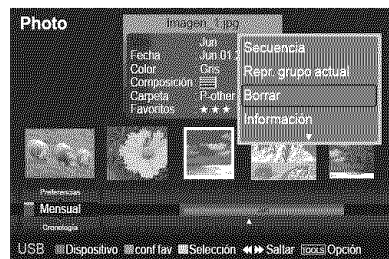 Photo
Imagen_1.jpg
Jun
Fecha
Jun 01
Color
Gris
Composición
Carpeta
P-other
Favoritos
★★★
Secuencia
Repr. grupo actual
Borrar
Información
Preferencias
Mensual
Cronología
USB Dispositivo conf fav Selección Saltar TOOLS Opción